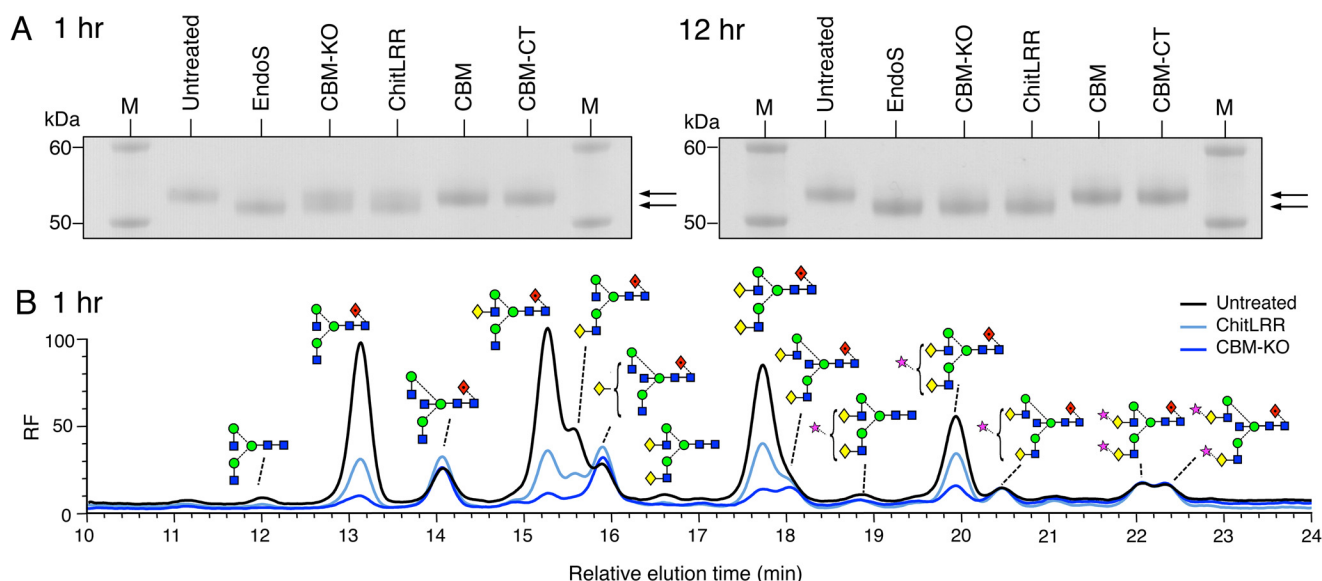 A 1 hr
M Untreated EndoS CBM-KO ChitLRR CBM CBM-CT M
kDa
60
50
12 hr
M Untreated EndoS CBM-KO ChitLRR CBM CBM-CT M
kDa
60
50
B 1 hr
Untreated
ChitLRR
CBM-KO
100
50
0
RF
10 11 12 13 14 15 16 17 18 19 20 21 22 23 24
Relative elution time (min)